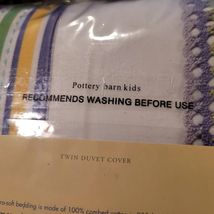 Pottery barn kids
RECOMMENDS WASHING BEFORE USE
TWIN DUVET COVER
bedding is made of 100% combed cotton